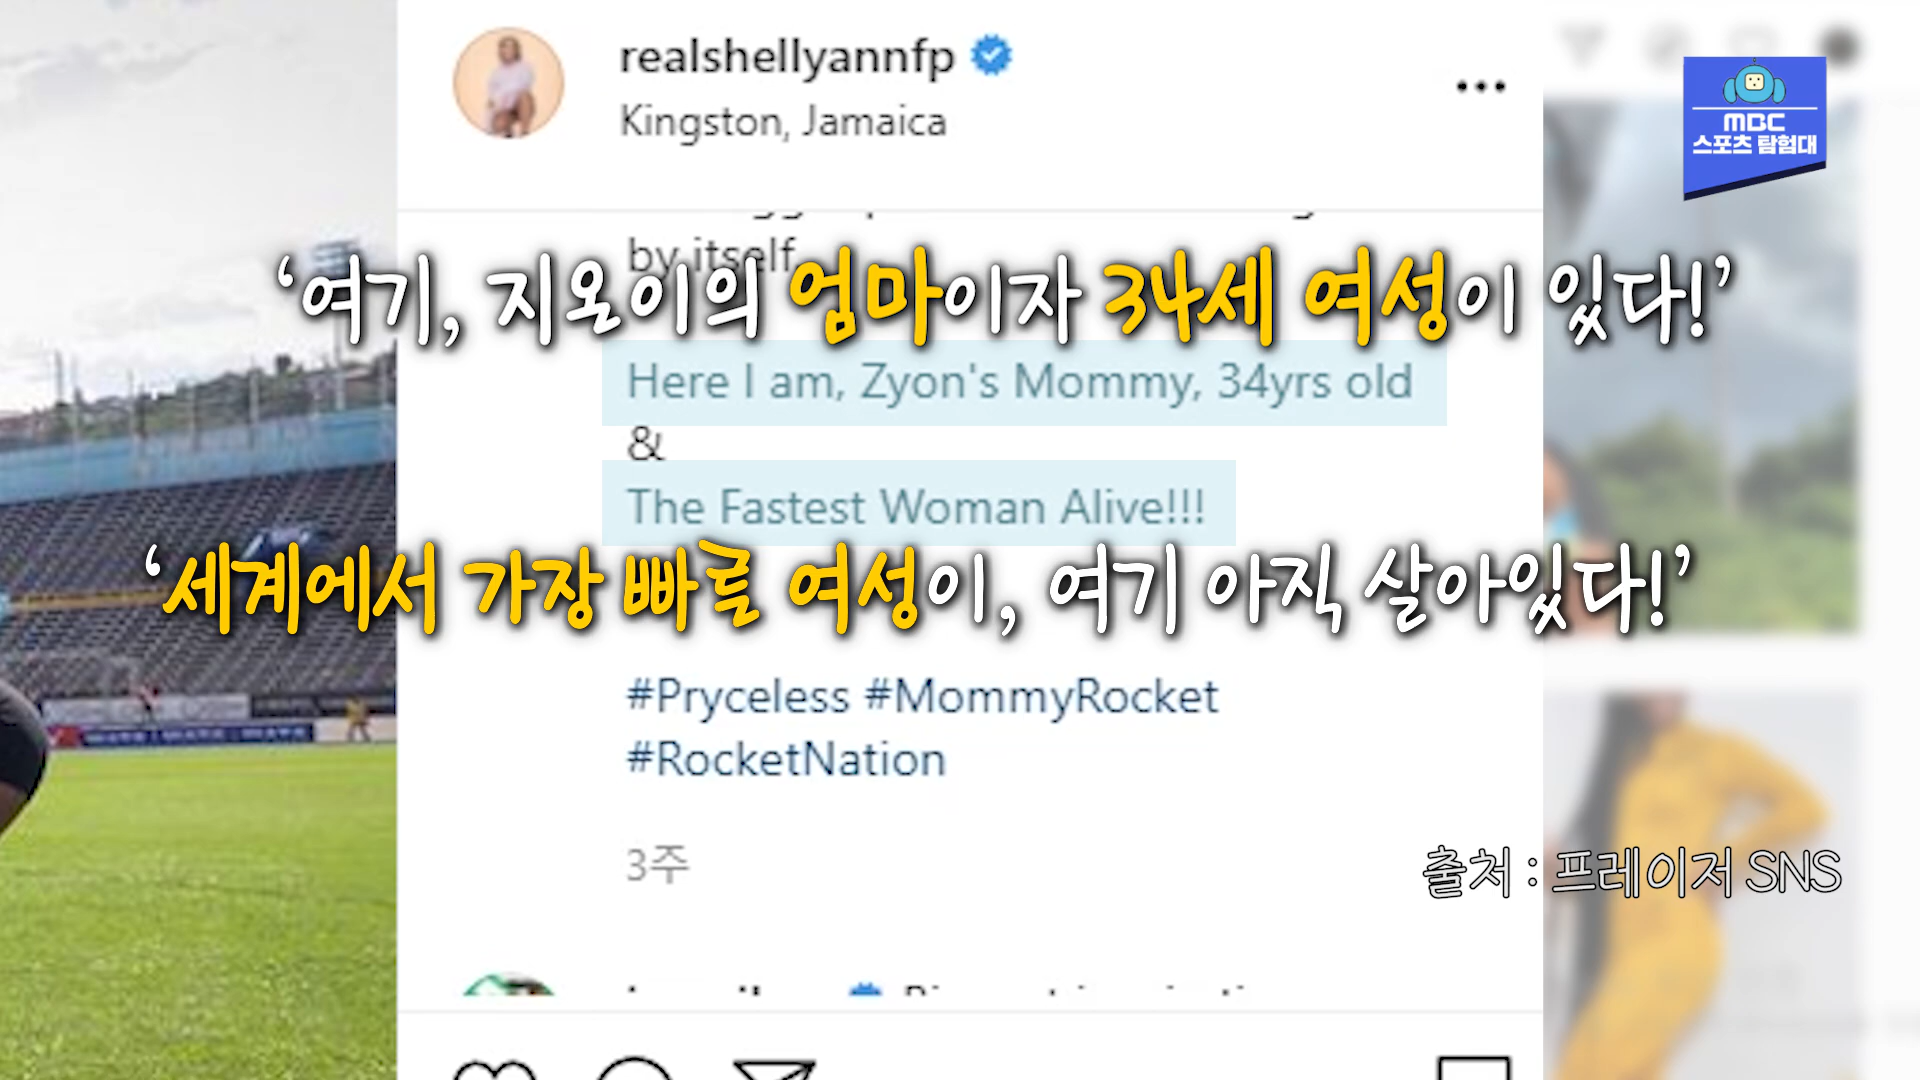 realshellyannfp
Kingston, Jamaica
MBC
스포츠 탐험대
by itself
‘여기, 지온이의 엄마이자 34세 여성이 있다!’
Here I am, Zyon's Mommy, 34yrs old
&
The Fastest Woman Alive!!!
‘세계에서 가장 빠른 여성이, 여기 아직 살아있다!’
#Pryceless #MommyRocket
#RocketNation
3주
출처 : 프레이저 SNS